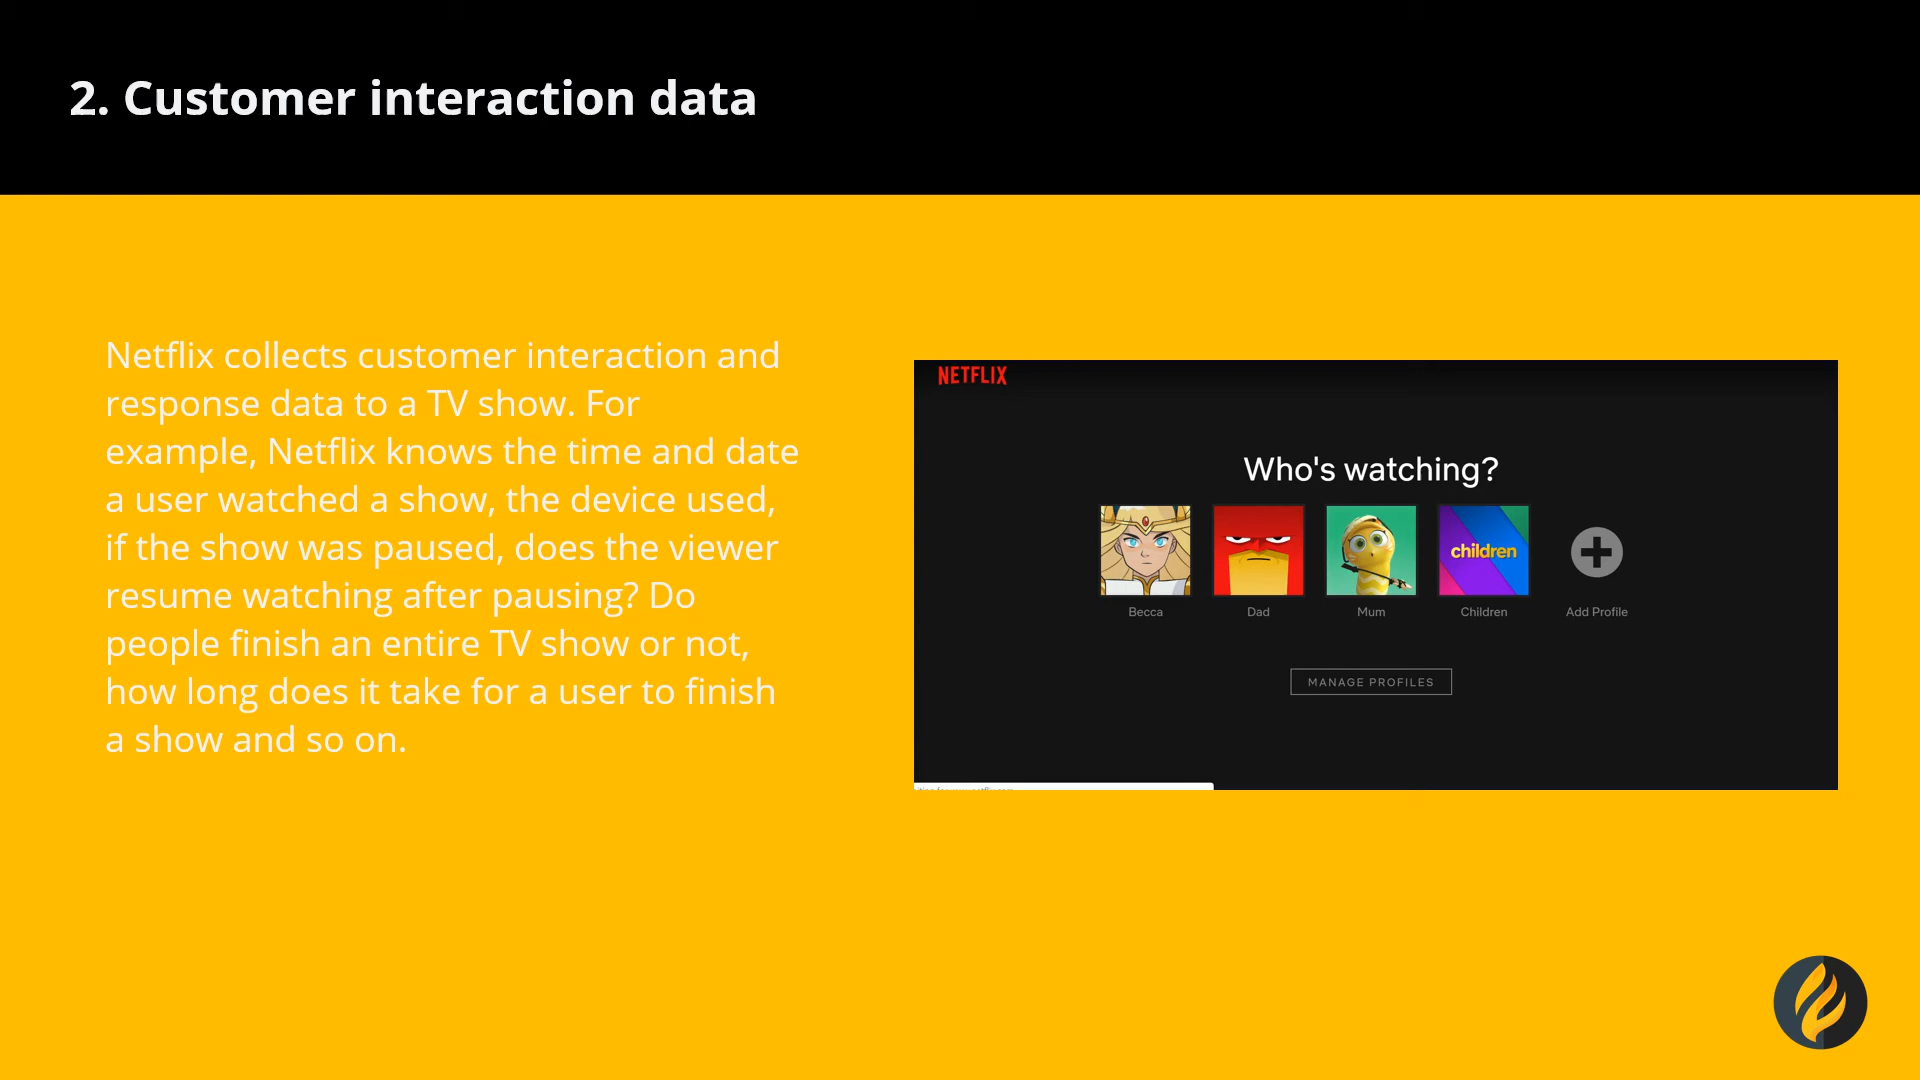 2. Customer interaction data
Netflix collects customer interaction and
response data to a TV show. For
example, Netflix knows the time and date
a user watched a show, the device used,
if the show was paused, does the viewer
resume watching after pausing? Do
people finish an entire TV show or not,
how long does it take for a user to finish
a show and so on.
NETFLIX
Who's watching?
children
Becca
Dad
Mum
Children
Add Profile
MANAGE PROFILES